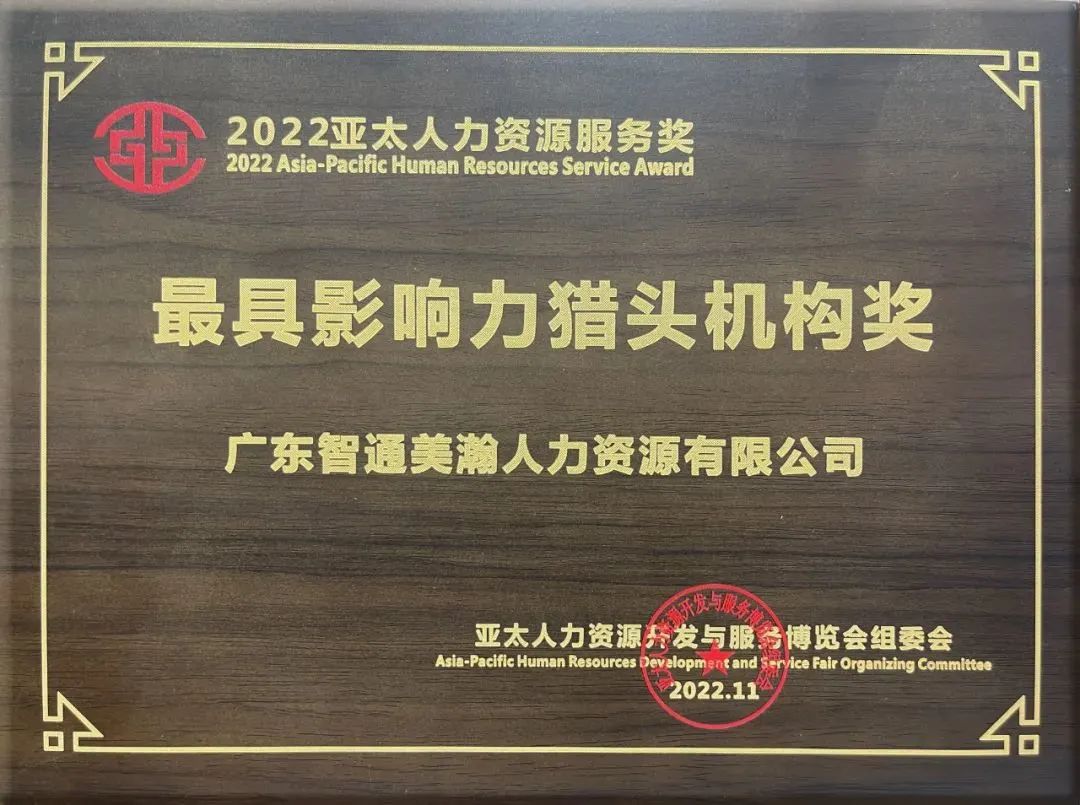 2022亚太人力资源服务奖
2022 Asia-Pacific Human Resources Service Award
最具影响力猎头机构奖
广东智通美瀚人力资源有限公司
亚太人力资源开发与服务博览会组委会
Asia-Pacific Human Resources Development and Service Fair Organizing Committee
2022.11